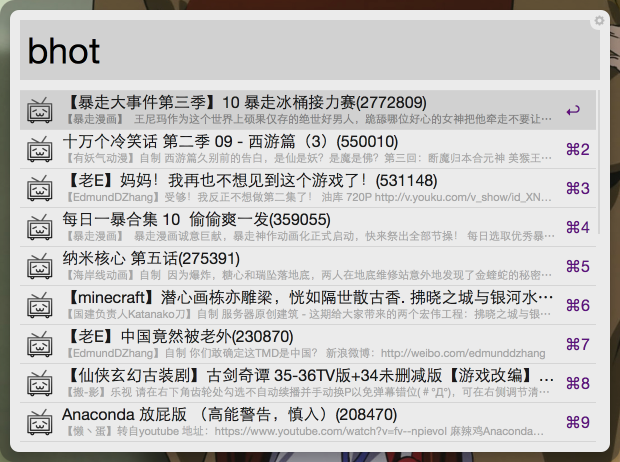 bhot
【暴走大事件第三季】10 暴走冰桶接力赛(2772809)
【暴走漫画】 王尼玛作为这个世界上硕果仅存的绝世好男人，跪舔哪位好心的女神把他牵走不要让…
↩
十万个冷笑话 第二季 09 - 西游篇（3）(550010)
【有妖气动漫】自制 西游篇久别前的告白，是仙是妖？是魔是佛？第三回：断魔归本合元神 美猴王…
⌘2
【老E】妈妈！我再也不想见到这个游戏了！(531148)
【EdmundDZhang】受够！我反正不想做第二集了！ 油库 720P http://v.youku.com/v_show/id_XN…
⌘3
每日一暴合集 10 偷偷爽一发(359055)
【暴走漫画】 暴走漫画诚意巨献，暴走神作动画化正式启动，快来祭出全部节操！ 每日选取优秀暴…
⌘4
纳米核心 第五话(275391)
【海岸线动画】自制 因为爆炸，糖心和瑞坠落地底，两人在地底维修站意外地发现了金蝰蛇的秘密…
⌘5
【minecraft】潜心画栋亦雕梁，恍如隔世散古香. 拂晓之城与银河水…
【国建负责人Katanako刀】自制 服务器原创建筑 - 这期给大家带来的两个宏伟工程：拂晓之城与银…
⌘6
【老E】中国竟然被老外(230870)
【EdmundDZhang】自制 你们敢确定这TMD是中国？ 新浪微博：http://weibo.com/edmunddzhang
⌘7
【仙侠玄幻古装剧】古剑奇谭 35-36TV版+34未删减版【游戏改编】…
【搬-影】乐视 请在右下角齿轮处勾选不自动续播并手动换P以免弹幕错位(＃°Д°)，可在右侧调节清…
⌘8
Anaconda 放屁版 （高能警告，慎入）(208470)
【懒丶蛋】转自youtube 地址：https://www.youtube.com/watch?v=fv--npievoI 麻辣鸡Anaconda…
⌘9